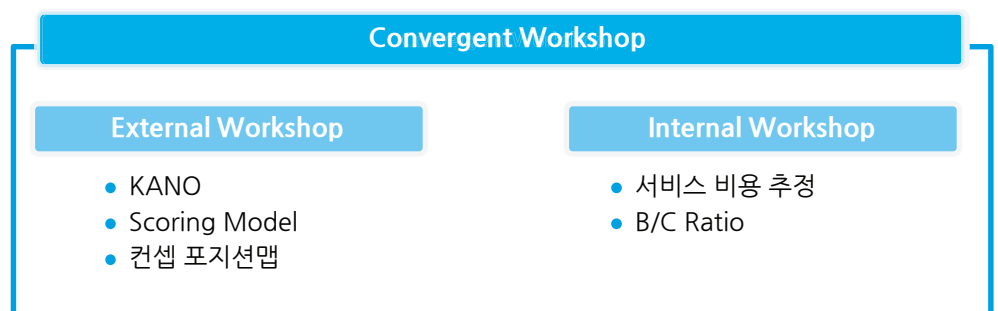 Convergent Workshop
External Workshop
• KANO
• Scoring Model
• 컨셉 포지션맵
Internal Workshop
• 서비스 비용 추정
• B/C Ratio